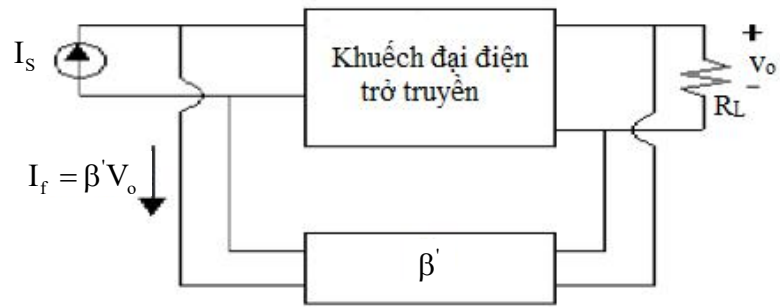 I_S
Khuếch đại điện
trở truyền
+
v_o
-
R_L
I_f = β'V_o
β'